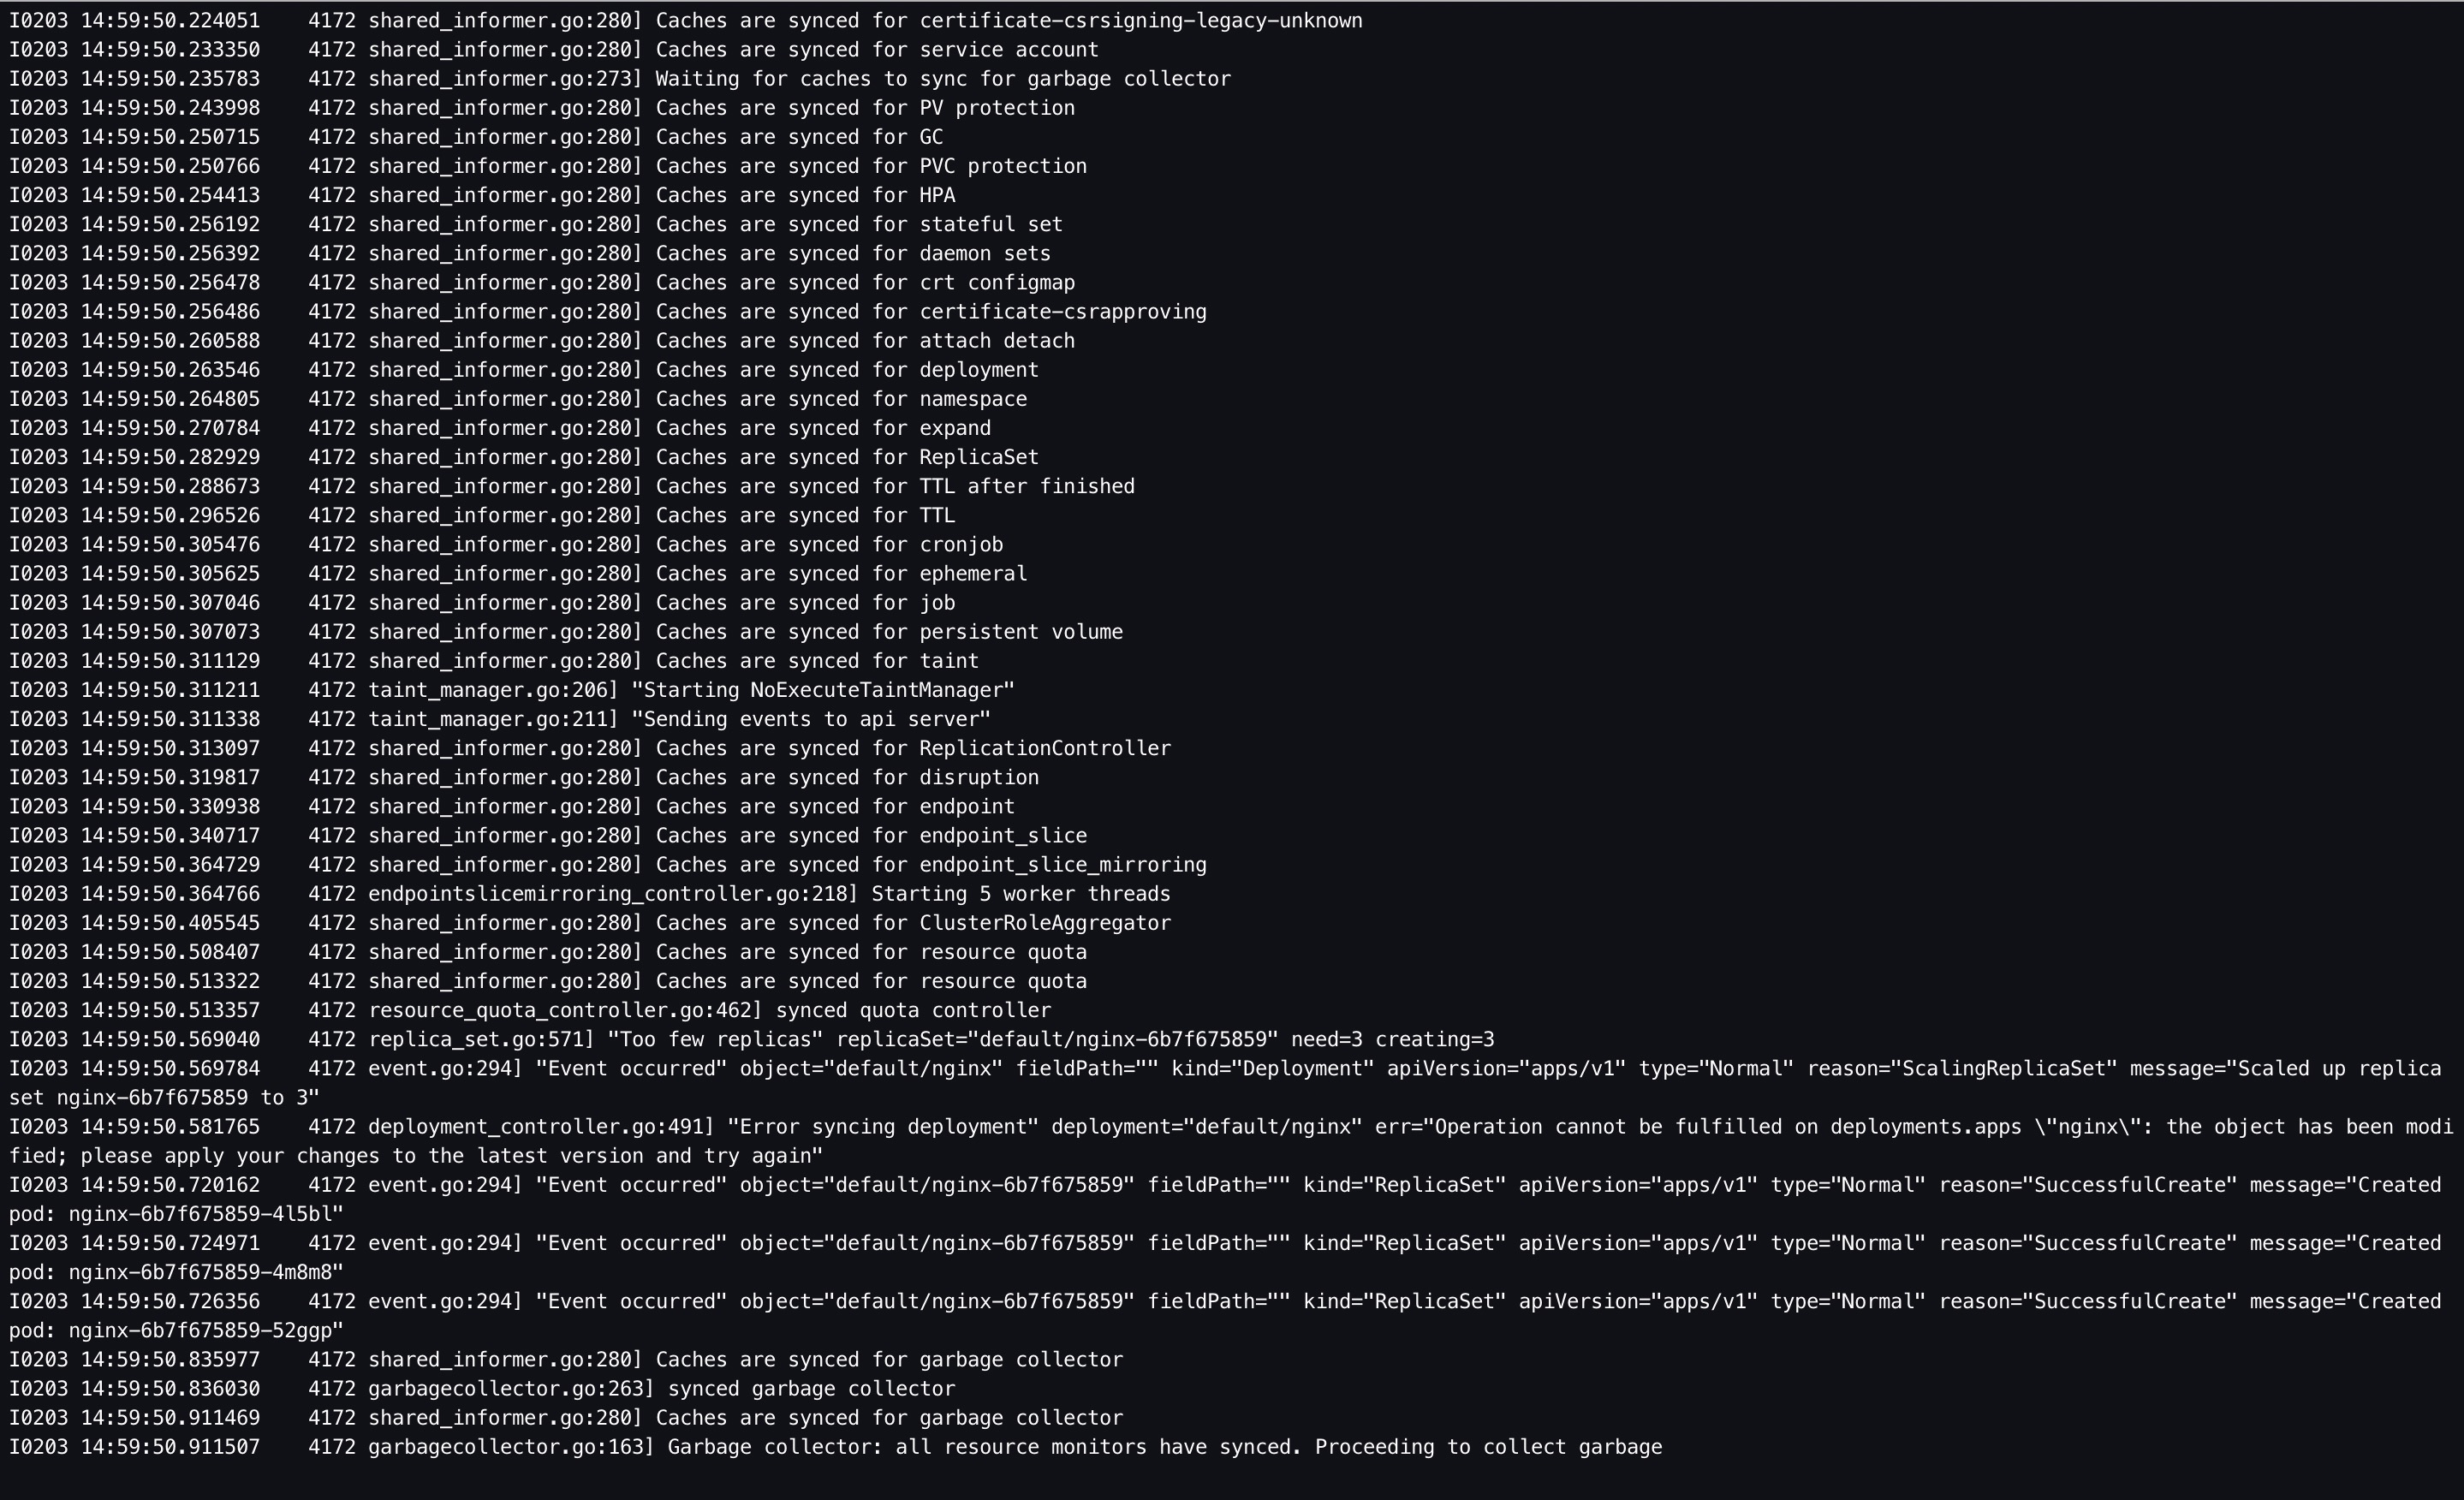 I0203 14:59:50.224051    4172 shared_informer.go:280] Caches are synced for certificate-csrsigning-legacy-unknown
I0203 14:59:50.233350    4172 shared_informer.go:280] Caches are synced for service account
I0203 14:59:50.235783    4172 shared_informer.go:273] Waiting for caches to sync for garbage collector
I0203 14:59:50.243998    4172 shared_informer.go:280] Caches are synced for PV protection
I0203 14:59:50.250715    4172 shared_informer.go:280] Caches are synced for GC
I0203 14:59:50.250766    4172 shared_informer.go:280] Caches are synced for PVC protection
I0203 14:59:50.254413    4172 shared_informer.go:280] Caches are synced for HPA
I0203 14:59:50.256192    4172 shared_informer.go:280] Caches are synced for stateful set
I0203 14:59:50.256392    4172 shared_informer.go:280] Caches are synced for daemon sets
I0203 14:59:50.256478    4172 shared_informer.go:280] Caches are synced for crt configmap
I0203 14:59:50.256486    4172 shared_informer.go:280] Caches are synced for certificate-csrapproving
I0203 14:59:50.260588    4172 shared_informer.go:280] Caches are synced for attach detach
I0203 14:59:50.263546    4172 shared_informer.go:280] Caches are synced for deployment
I0203 14:59:50.264805    4172 shared_informer.go:280] Caches are synced for namespace
I0203 14:59:50.270784    4172 shared_informer.go:280] Caches are synced for expand
I0203 14:59:50.282929    4172 shared_informer.go:280] Caches are synced for ReplicaSet
I0203 14:59:50.288673    4172 shared_informer.go:280] Caches are synced for TTL after finished
I0203 14:59:50.296526    4172 shared_informer.go:280] Caches are synced for TTL
I0203 14:59:50.305476    4172 shared_informer.go:280] Caches are synced for cronjob
I0203 14:59:50.305625    4172 shared_informer.go:280] Caches are synced for ephemeral
I0203 14:59:50.307046    4172 shared_informer.go:280] Caches are synced for job
I0203 14:59:50.307073    4172 shared_informer.go:280] Caches are synced for persistent volume
I0203 14:59:50.311129    4172 shared_informer.go:280] Caches are synced for taint
I0203 14:59:50.311211    4172 taint_manager.go:206] "Starting NoExecuteTaintManager"
I0203 14:59:50.311338    4172 taint_manager.go:211] "Sending events to api server"
I0203 14:59:50.313097    4172 shared_informer.go:280] Caches are synced for ReplicationController
I0203 14:59:50.319817    4172 shared_informer.go:280] Caches are synced for disruption
I0203 14:59:50.330938    4172 shared_informer.go:280] Caches are synced for endpoint
I0203 14:59:50.340717    4172 shared_informer.go:280] Caches are synced for endpoint_slice
I0203 14:59:50.364729    4172 shared_informer.go:280] Caches are synced for endpoint_slice_mirroring
I0203 14:59:50.364766    4172 endpointslicemirroring_controller.go:218] Starting 5 worker threads
I0203 14:59:50.405545    4172 shared_informer.go:280] Caches are synced for ClusterRoleAggregator
I0203 14:59:50.508407    4172 shared_informer.go:280] Caches are synced for resource quota
I0203 14:59:50.513322    4172 shared_informer.go:280] Caches are synced for resource quota
I0203 14:59:50.513357    4172 resource_quota_controller.go:462] synced quota controller
I0203 14:59:50.569040    4172 replica_set.go:571] "Too few replicas" replicaSet="default/nginx-6b7f675859" need=3 creating=3
I0203 14:59:50.569784    4172 event.go:294] "Event occurred" object="default/nginx" fieldPath="" kind="Deployment" apiVersion="apps/v1" type="Normal" reason="ScalingReplicaSet" message="Scaled up replica
set nginx-6b7f675859 to 3"
I0203 14:59:50.581765    4172 deployment_controller.go:491] "Error syncing deployment" deployment="default/nginx" err="Operation cannot be fulfilled on deployments.apps \"nginx\": the object has been modi
fied; please apply your changes to the latest version and try again"
I0203 14:59:50.720162    4172 event.go:294] "Event occurred" object="default/nginx-6b7f675859" fieldPath="" kind="ReplicaSet" apiVersion="apps/v1" type="Normal" reason="SuccessfulCreate" message="Created
pod: nginx-6b7f675859-4l5bl"
I0203 14:59:50.724971    4172 event.go:294] "Event occurred" object="default/nginx-6b7f675859" fieldPath="" kind="ReplicaSet" apiVersion="apps/v1" type="Normal" reason="SuccessfulCreate" message="Created
pod: nginx-6b7f675859-4m8m8"
I0203 14:59:50.726356    4172 event.go:294] "Event occurred" object="default/nginx-6b7f675859" fieldPath="" kind="ReplicaSet" apiVersion="apps/v1" type="Normal" reason="SuccessfulCreate" message="Created
pod: nginx-6b7f675859-52ggp"
I0203 14:59:50.835977    4172 shared_informer.go:280] Caches are synced for garbage collector
I0203 14:59:50.836030    4172 garbagecollector.go:263] synced garbage collector
I0203 14:59:50.911469    4172 shared_informer.go:280] Caches are synced for garbage collector
I0203 14:59:50.911507    4172 garbagecollector.go:163] Garbage collector: all resource monitors have synced. Proceeding to collect garbage